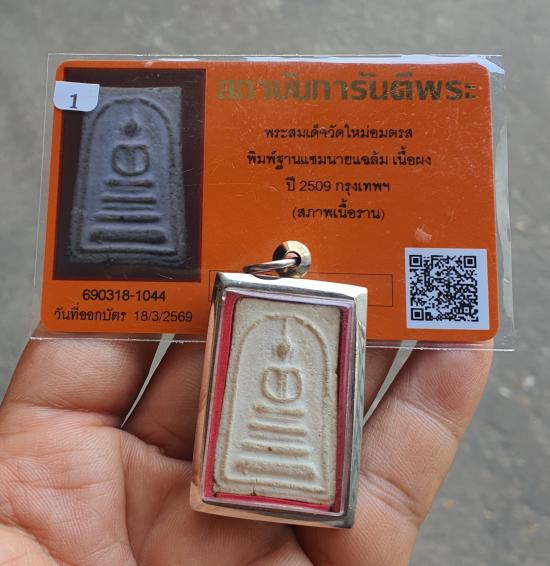 สถาบันการันตีพระ
1
พระสมเด็จวัดใหม่อมตรส
พิมพ์ฐานแซมนายแฉล้ม เนื้อผง
ปี 2509 กรุงเทพฯ
(สภาพเนื้อราน)
690318-1044
วันที่ออกบัตร 18/3/2569